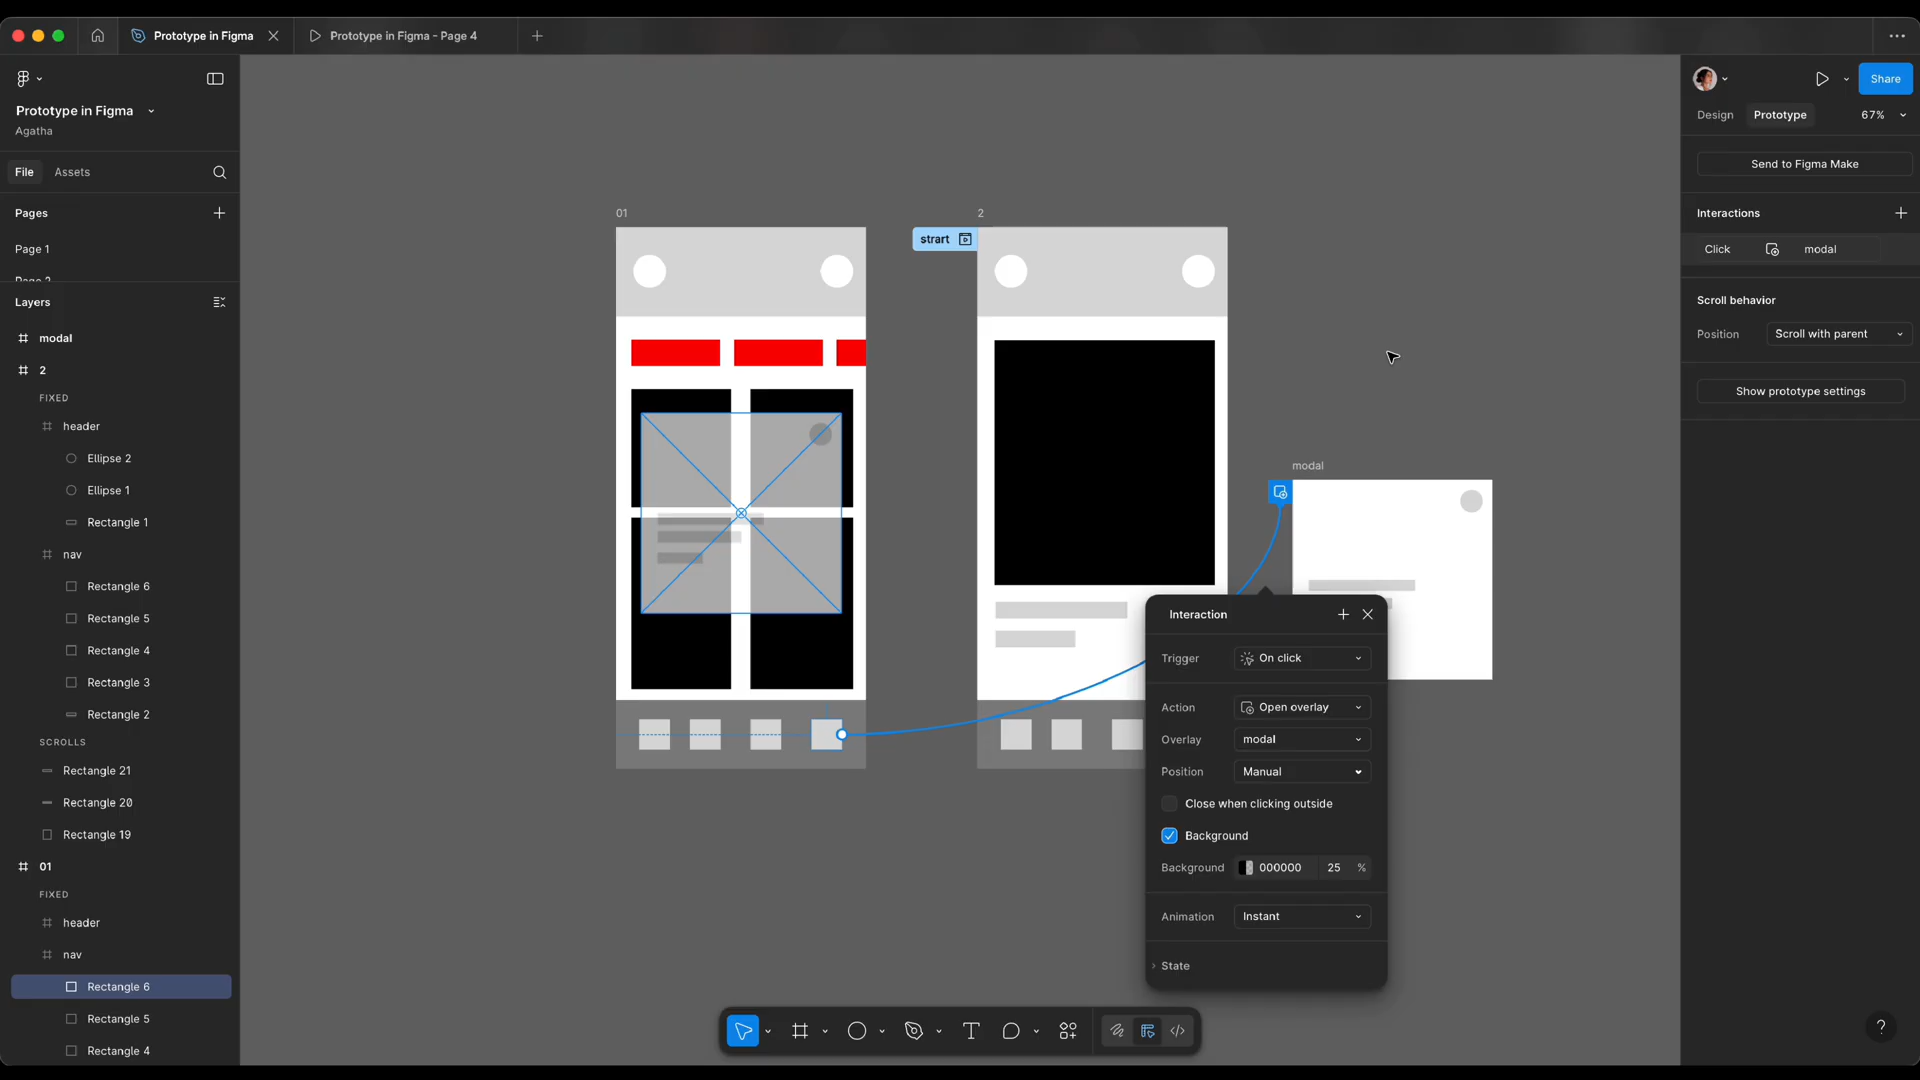 Prototype in Figma
Prototype in Figma - Page 4
Prototype in Figma
Agatha
File
Assets
Pages
Page 1
Page 2
Layers
modal
2
FIXED
header
Ellipse 2
Ellipse 1
Rectangle 1
nav
Rectangle 6
Rectangle 5
Rectangle 4
Rectangle 3
Rectangle 2
SCROLLS
Rectangle 21
Rectangle 20
Rectangle 19
01
FIXED
header
nav
Rectangle 6
Rectangle 5
Rectangle 4
01
2
strart
modal
Interaction
Trigger
On click
Action
Open overlay
Overlay
modal
Position
Manual
Close when clicking outside
Background
Background
000000
25
%
Animation
Instant
State
Share
Design
Prototype
67%
Send to Figma Make
Interactions
Click
modal
Scroll behavior
Position
Scroll with parent
Show prototype settings
?